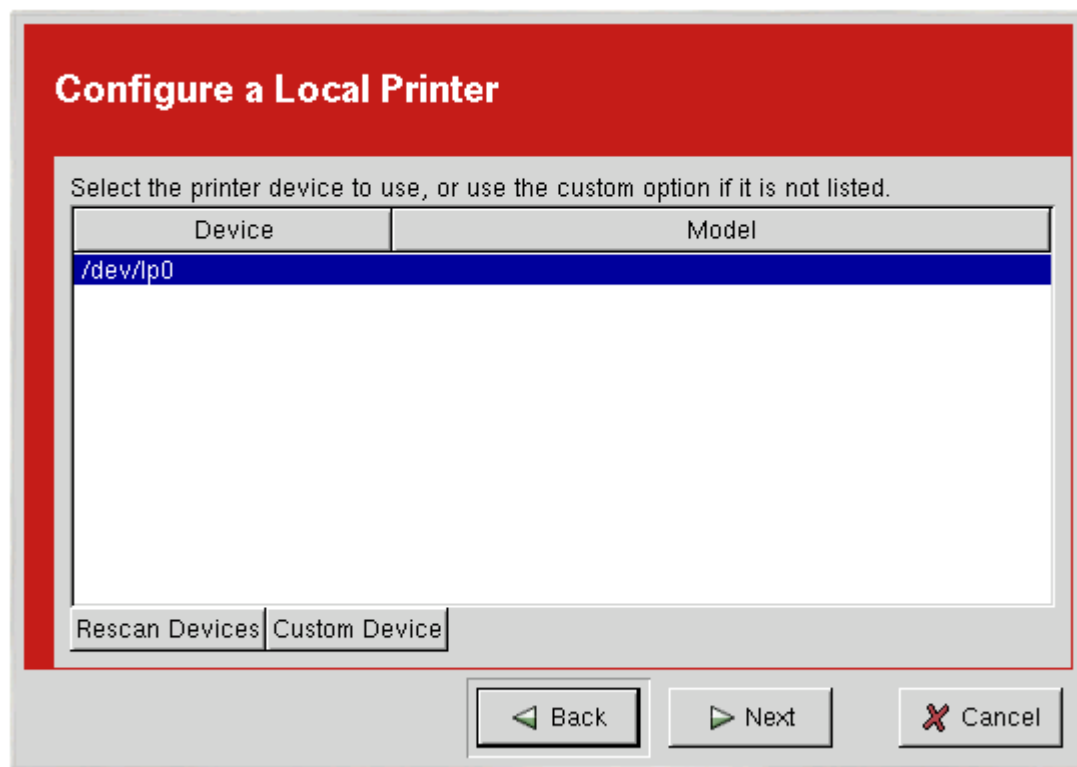 Configure a Local Printer
Select the printer device to use, or use the custom option if it is not listed.
Device Model
/dev/lp0
Rescan Devices Custom Device
Back Next Cancel